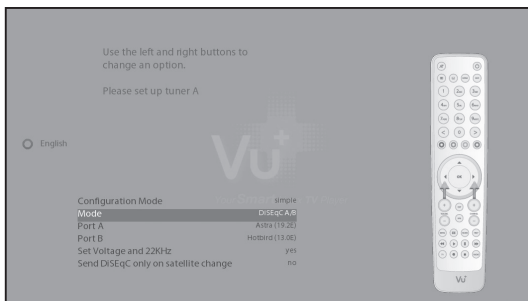 Use the left and right buttons to
change an option.
Please set up tuner A
English
Vu+
Configuration Mode simple
Mode DiSEqC A/B
Port A Astra (19.2E)
Port B Hotbird (13.0E)
Set Voltage and 22KHz yes
Send DiSEqC only on satellite change no
OK
Vu+